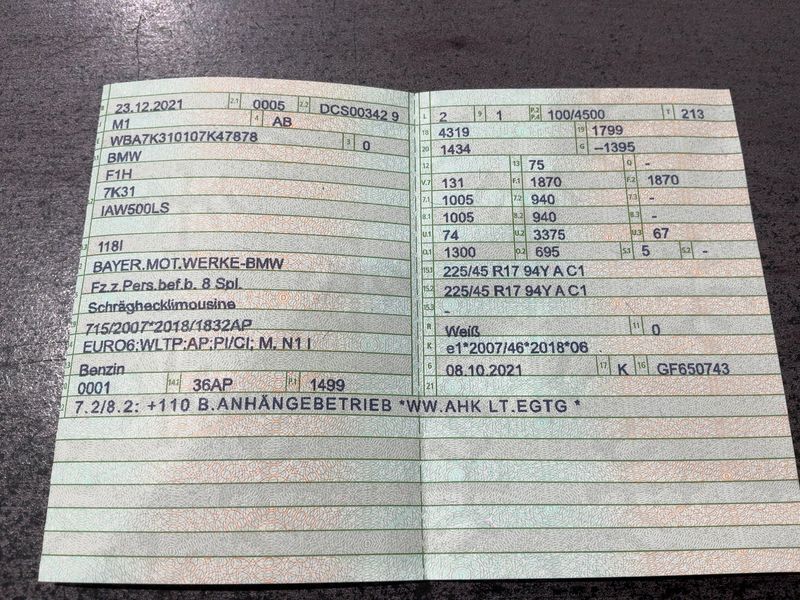 23.12.2021 2.1 0005 2.2 DCS00342 9
M1 4 AB
WBA7K310107K47878 3 0
BMW
F1H
7K31
IAW500LS
118I
BAYER.MOT.WERKE-BMW
Fz.z.Pers.bef.b. 8 Spl.
Schräghecklimousine
715/2007*2018/1832AP
EURO6;WLTP;AP;PI/CI; M, N1 I
Benzin
0001 14.2 36AP P.1 1499
7.2/8.2: +110 B.ANHÄNGEBETRIEB *WW.AHK LT.EGTG *
L 2 9 1 P.2 P.4 100/4500 T 213
18 4319 19 1799
20 1434 G –1395
12 13 75 Q -
V.7 131 F.1 1870 F.2 1870
7.1 1005 7.2 940 7.3 -
8.1 1005 8.2 940 8.3 -
U.1 74 U.2 3375 U.3 67
O.1 1300 O.2 695 S.1 5 S.2 -
15.1 225/45 R17 94Y A C1
15.2 225/45 R17 94Y A C1
15.3 -
R Weiß 11 0
K e1*2007/46*2018*06
6 08.10.2021 17 K 16 GF650743
21